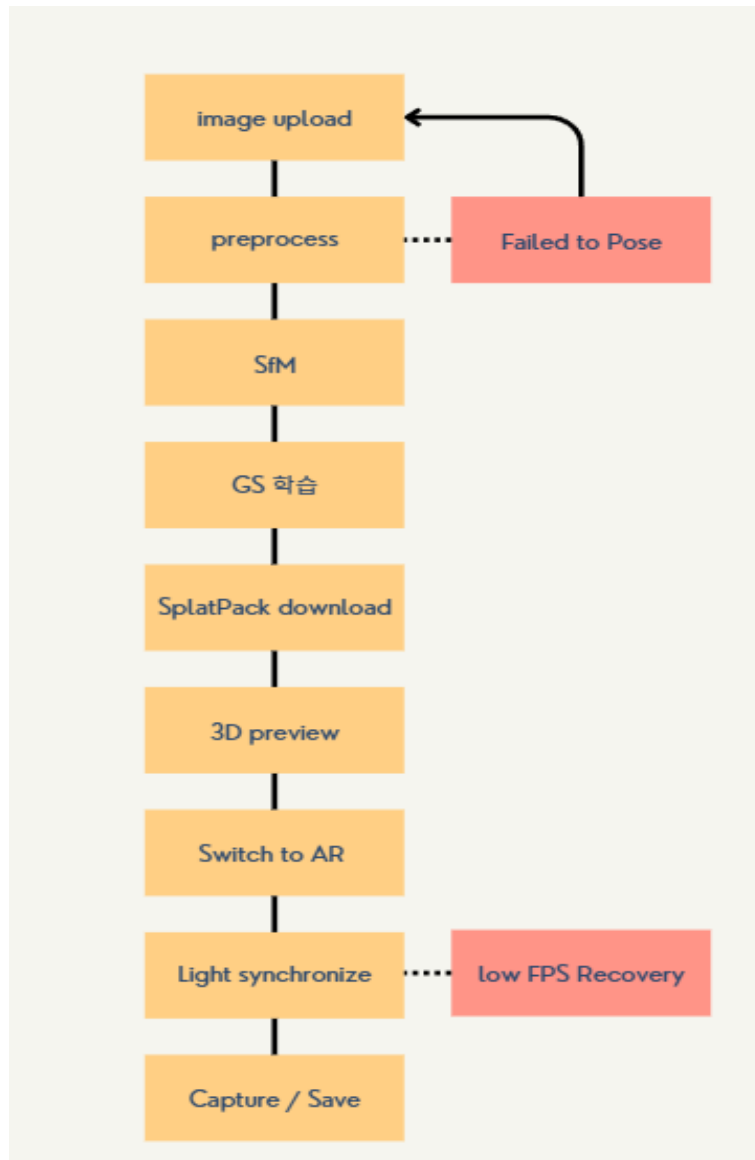 image upload
preprocess
Failed to Pose
SfM
GS 학습
SplatPack download
3D preview
Switch to AR
Light synchronize
low FPS Recovery
Capture / Save